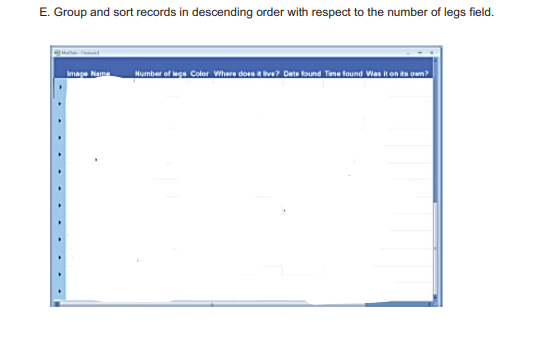 E. Group and sort records in descending order with respect to the number of legs field.
Image Name Number of legs Color Where does it live? Date found Time found Was it on its own?